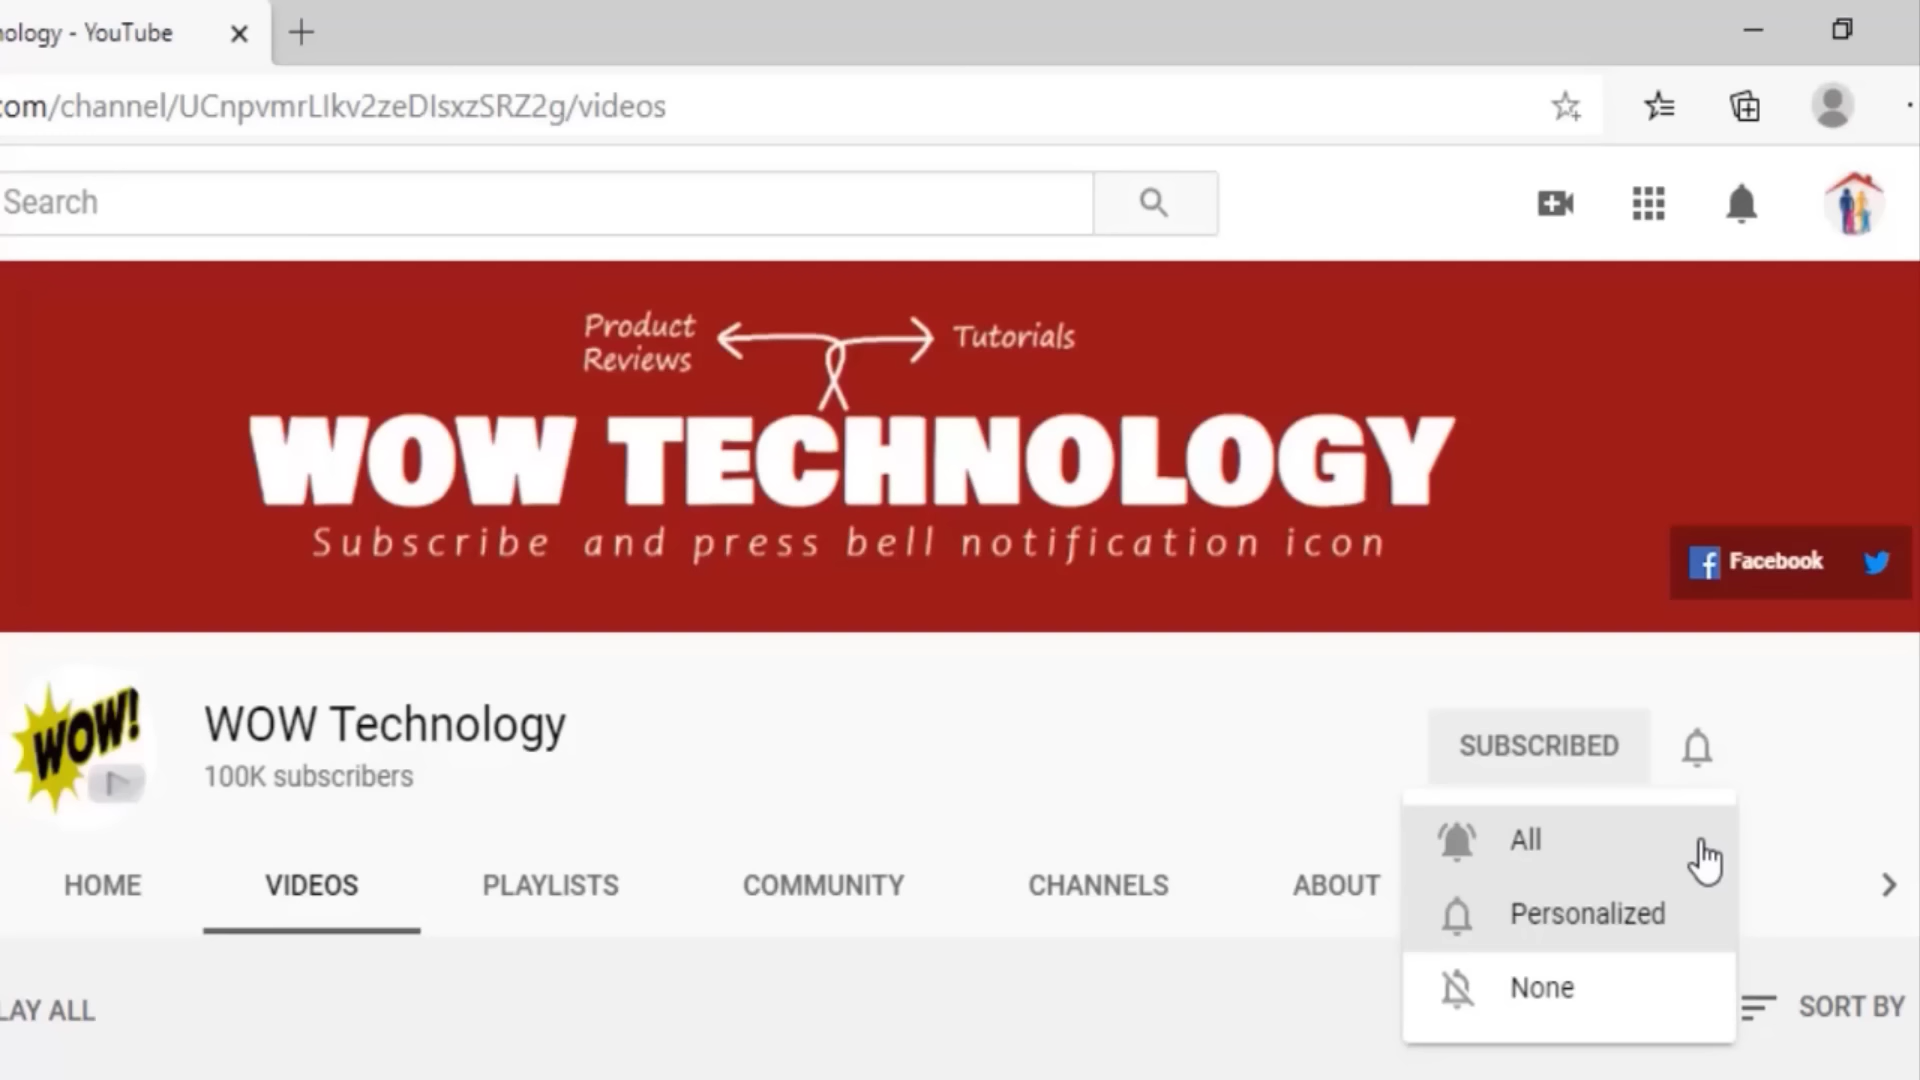 nology - YouTube
com/channel/UCnpvmrLIkv2zeDIsxzSRZ2g/videos
Search
Product
Reviews
Tutorials
WOW TECHNOLOGY
Subscribe and press bell notification icon
Facebook
WOW!
WOW Technology
100K subscribers
SUBSCRIBED
All
HOME VIDEOS PLAYLISTS COMMUNITY CHANNELS ABOUT
Personalized
None
LAY ALL
SORT BY